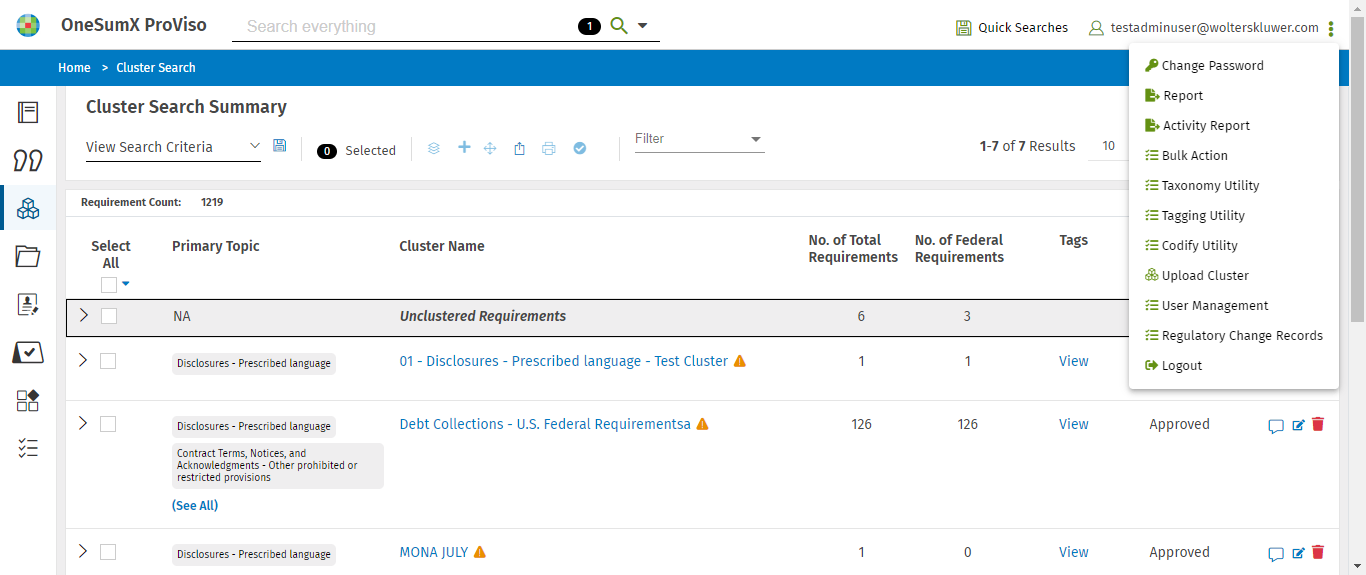 OneSumX ProViso
Search everything
1
Quick Searches
testadminuser@wolterskluwer.com
Home > Cluster Search
Change Password
Report
Activity Report
Bulk Action
Taxonomy Utility
Tagging Utility
Codify Utility
Upload Cluster
User Management
Regulatory Change Records
Logout
Cluster Search Summary
View Search Criteria
0 Selected
Filter
1-7 of 7 Results
10
Requirement Count: 1219
Select
All
Primary Topic
Cluster Name
No. of Total
Requirements
No. of Federal
Requirements
Tags
NA
Unclustered Requirements
6
3
Disclosures - Prescribed language
01 - Disclosures - Prescribed language - Test Cluster
1
1
View
Disclosures - Prescribed language
Contract Terms, Notices, and
Acknowledgments - Other prohibited or
restricted provisions
(See All)
Debt Collections - U.S. Federal Requirementsa
126
126
View
Approved
Disclosures - Prescribed language
MONA JULY
1
0
View
Approved